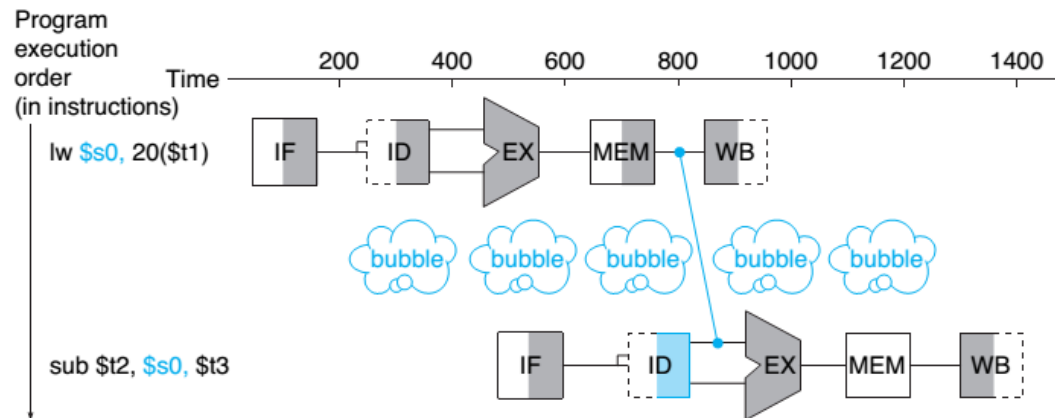 Program
execution
order
(in instructions)
Time
200 400 600 800 1000 1200 1400
lw $s0, 20($t1)
IF ID EX MEM WB
bubble bubble bubble bubble bubble
sub $t2, $s0, $t3
IF ID EX MEM WB